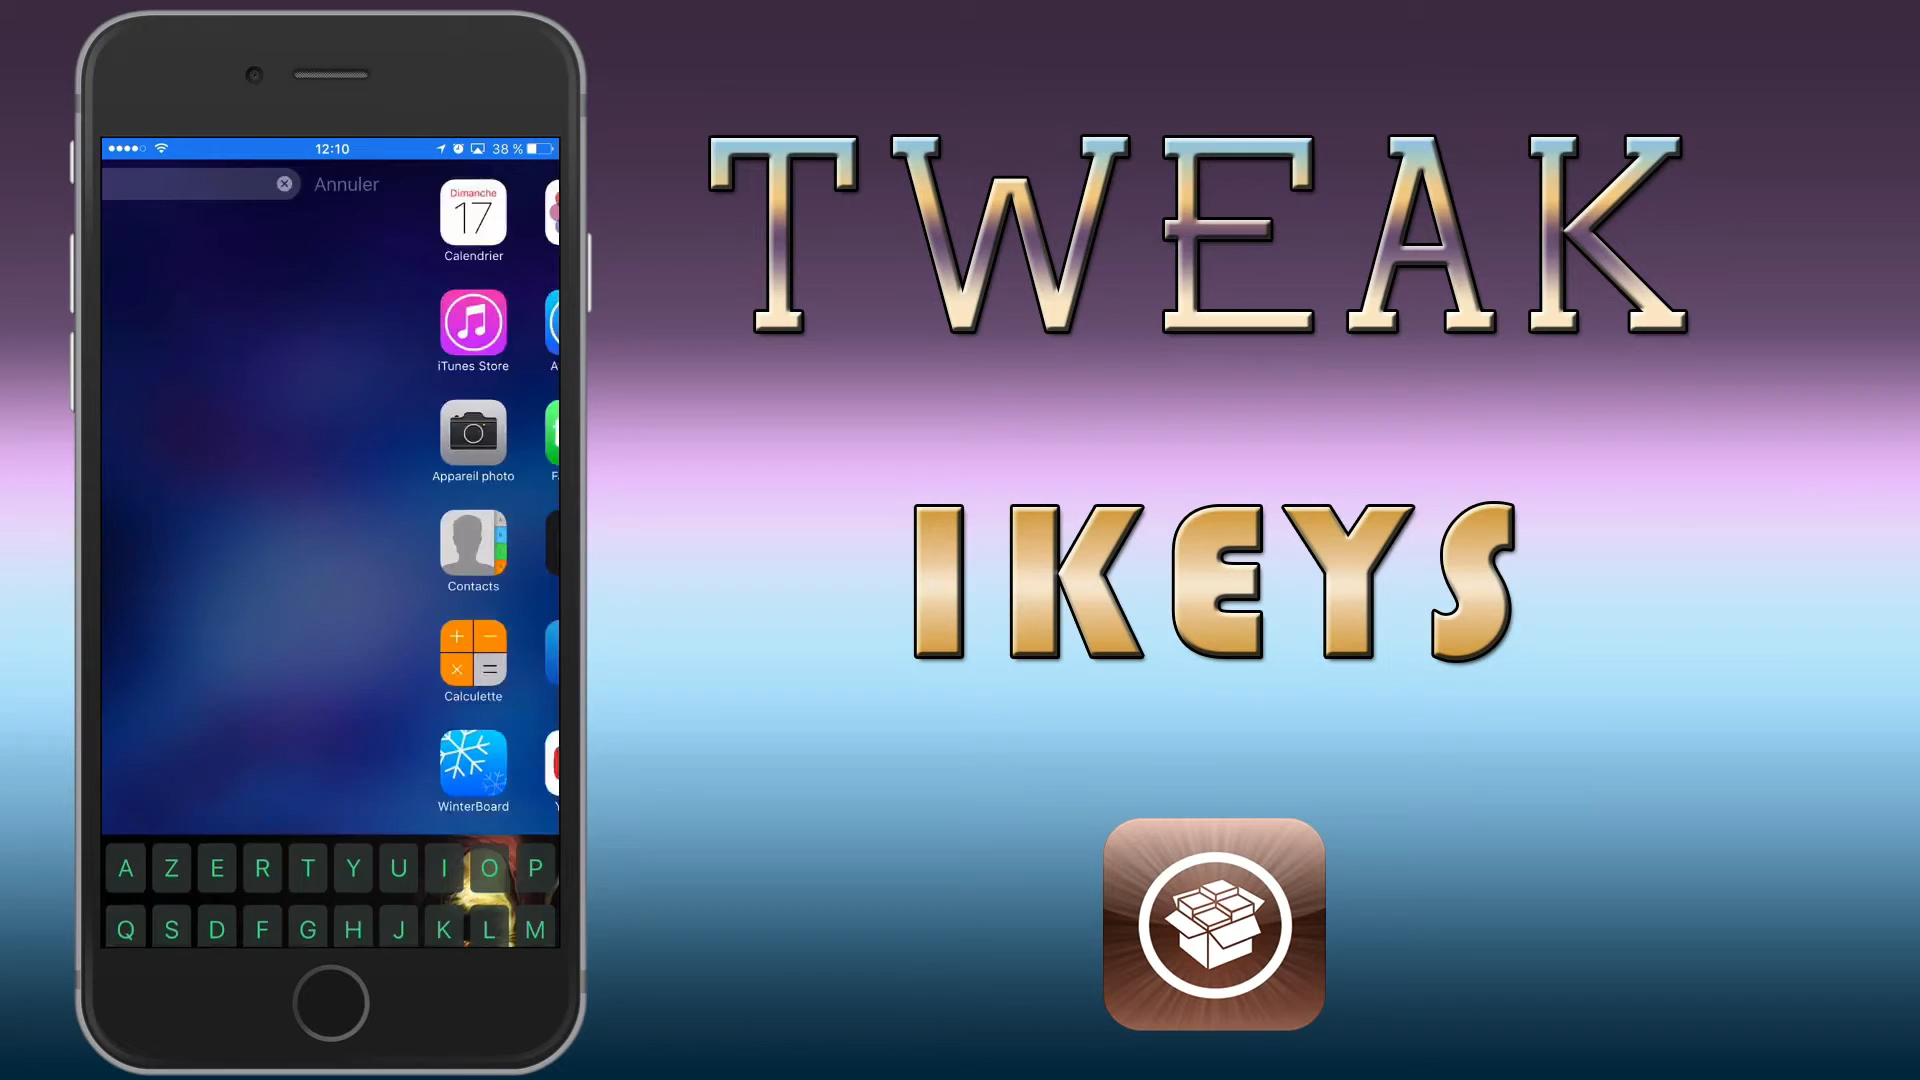 TWEAK
IKEYS
12:10
38 %
Annuler
Dimanche
17
Calendrier
iTunes Store
A
Appareil photo
F
Contacts
Calculette
WinterBoard
Y
A Z E R T Y U I O P
Q S D F G H J K L M